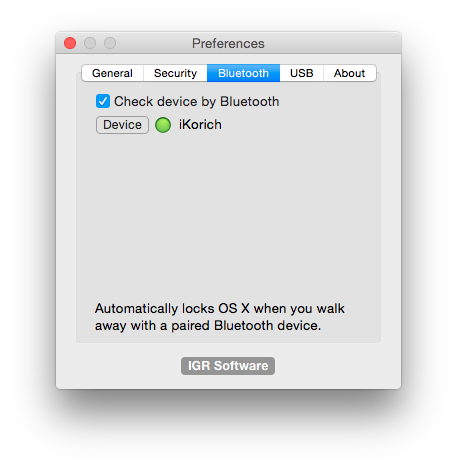 Preferences
General Security Bluetooth USB About
Check device by Bluetooth
Device iKorich
Automatically locks OS X when you walk
away with a paired Bluetooth device.
IGR Software